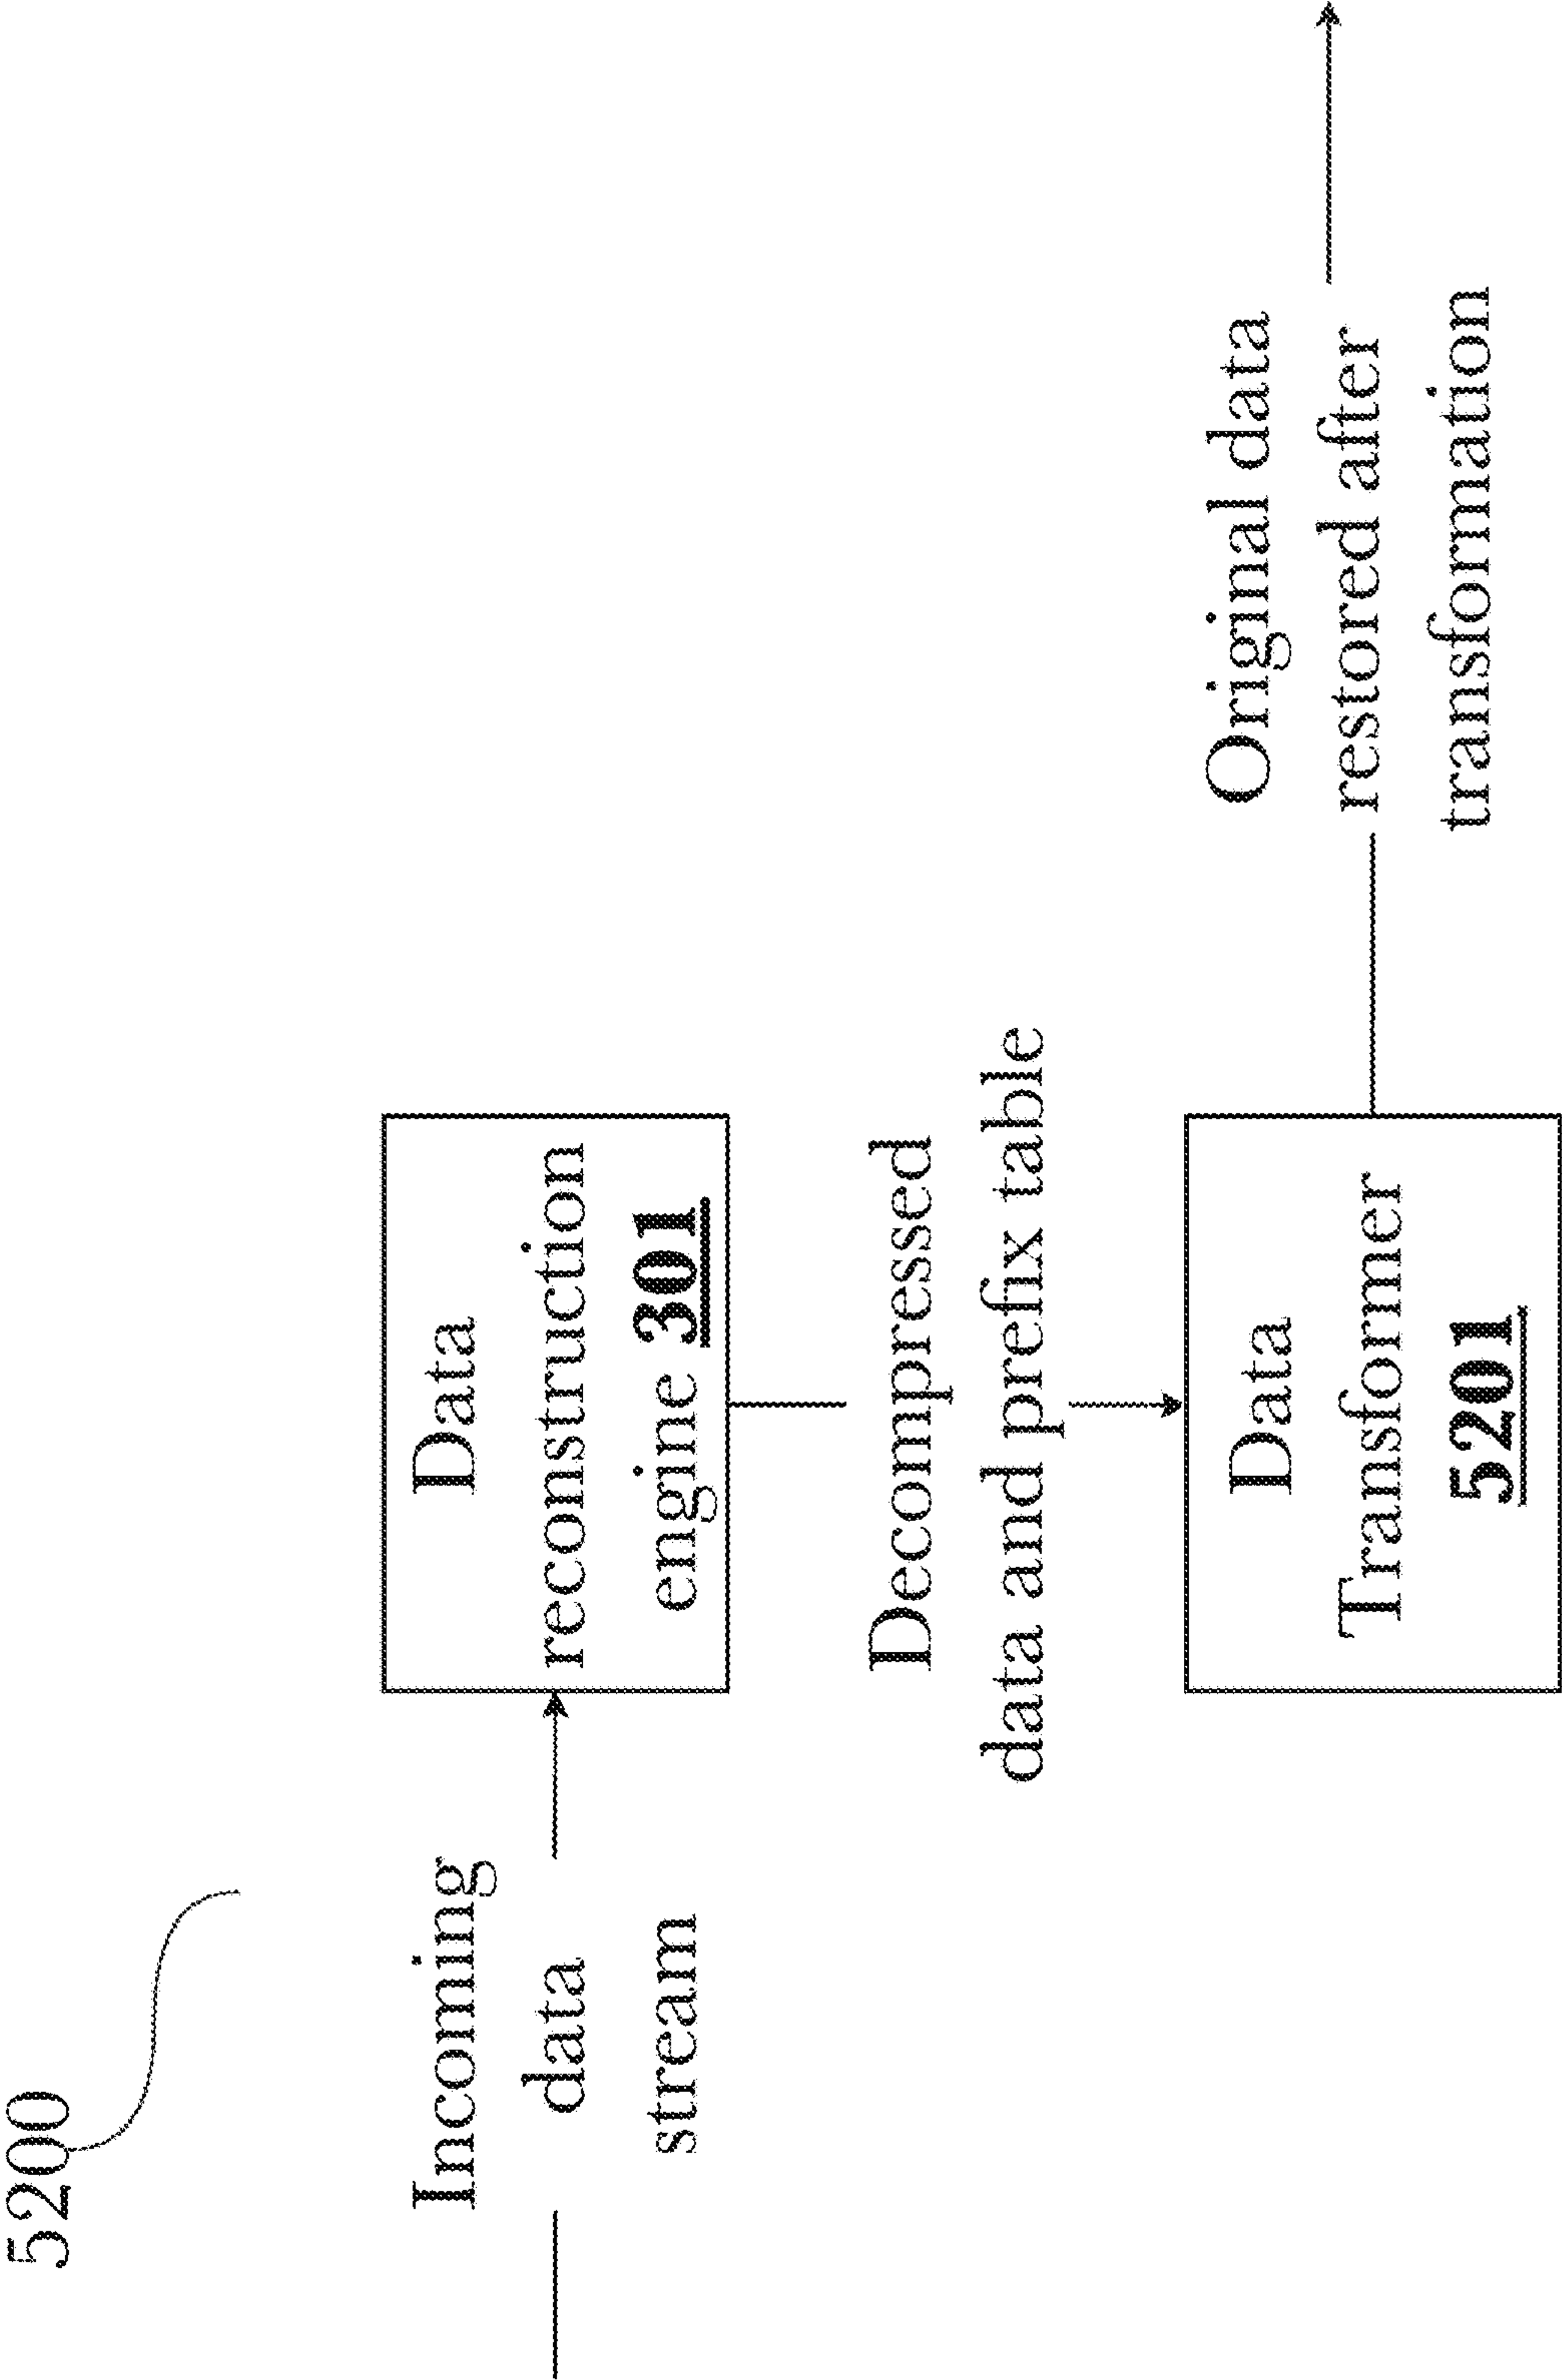 5200
Incoming
data
stream
Data
reconstruction
engine 301
Decompressed
data and prefix table
Data
Transformer
5201
Original data
restored after
transformation